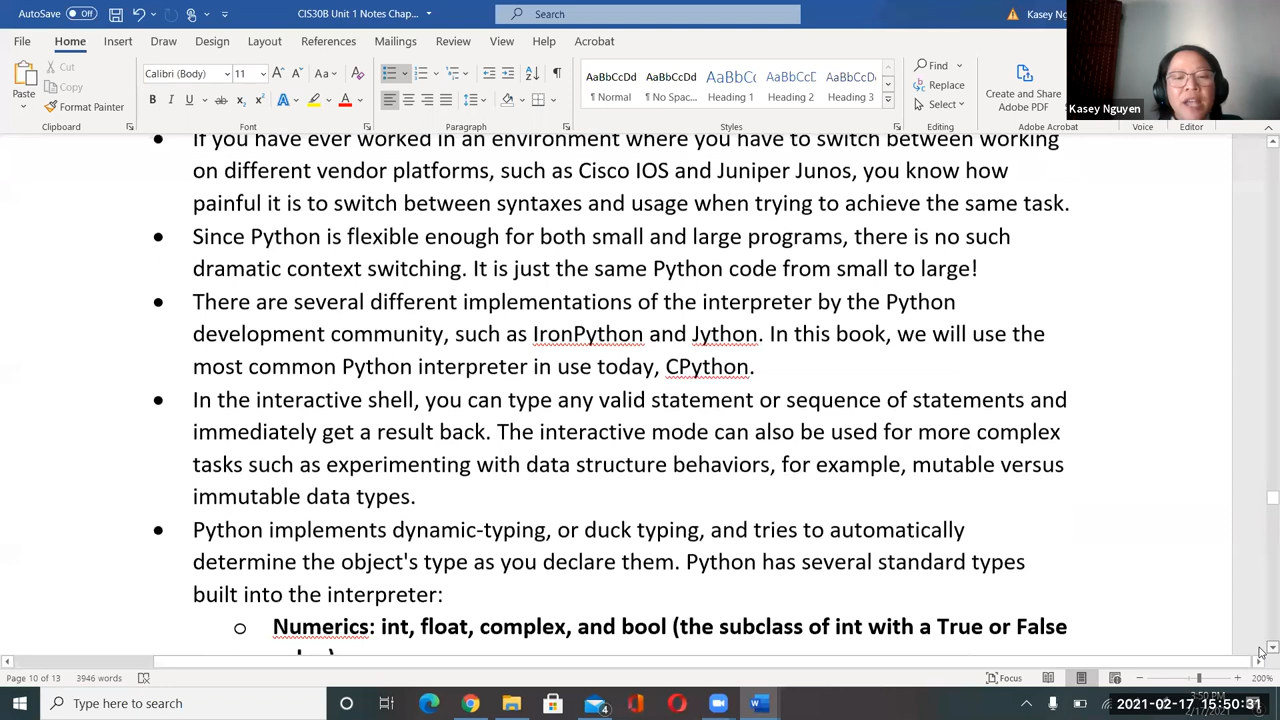 AutoSave Off
CIS30B Unit 1 Notes Chap...
Search
Kasey Ng
File Home Insert Draw Design Layout References Mailings Review View Help Acrobat
Paste
Cut
Copy
Format Painter
Clipboard
Calibri (Body) 11
Font
Paragraph
AaBbCcDd AaBbCcDd AaBbCcDd AaBbCcDd AaBbCcD
¶ Normal ¶ No Spac... Heading 1 Heading 2 Heading 3
Styles
Find
Replace
Select
Editing
Create and Share
Adobe PDF
Adobe Acrobat
Voice
Editor
Kasey Nguyen
• If you have ever worked in an environment where you have to switch between working
on different vendor platforms, such as Cisco IOS and Juniper Junos, you know how
painful it is to switch between syntaxes and usage when trying to achieve the same task.
• Since Python is flexible enough for both small and large programs, there is no such
dramatic context switching. It is just the same Python code from small to large!
• There are several different implementations of the interpreter by the Python
development community, such as IronPython and Jython. In this book, we will use the
most common Python interpreter in use today, CPython.
• In the interactive shell, you can type any valid statement or sequence of statements and
immediately get a result back. The interactive mode can also be used for more complex
tasks such as experimenting with data structure behaviors, for example, mutable versus
immutable data types.
• Python implements dynamic-typing, or duck typing, and tries to automatically
determine the object's type as you declare them. Python has several standard types
built into the interpreter:
o Numerics: int, float, complex, and bool (the subclass of int with a True or False
Page 10 of 13 3946 words
Focus
200%
Type here to search
4
3:50 PM
2021-02-17 15:50:31